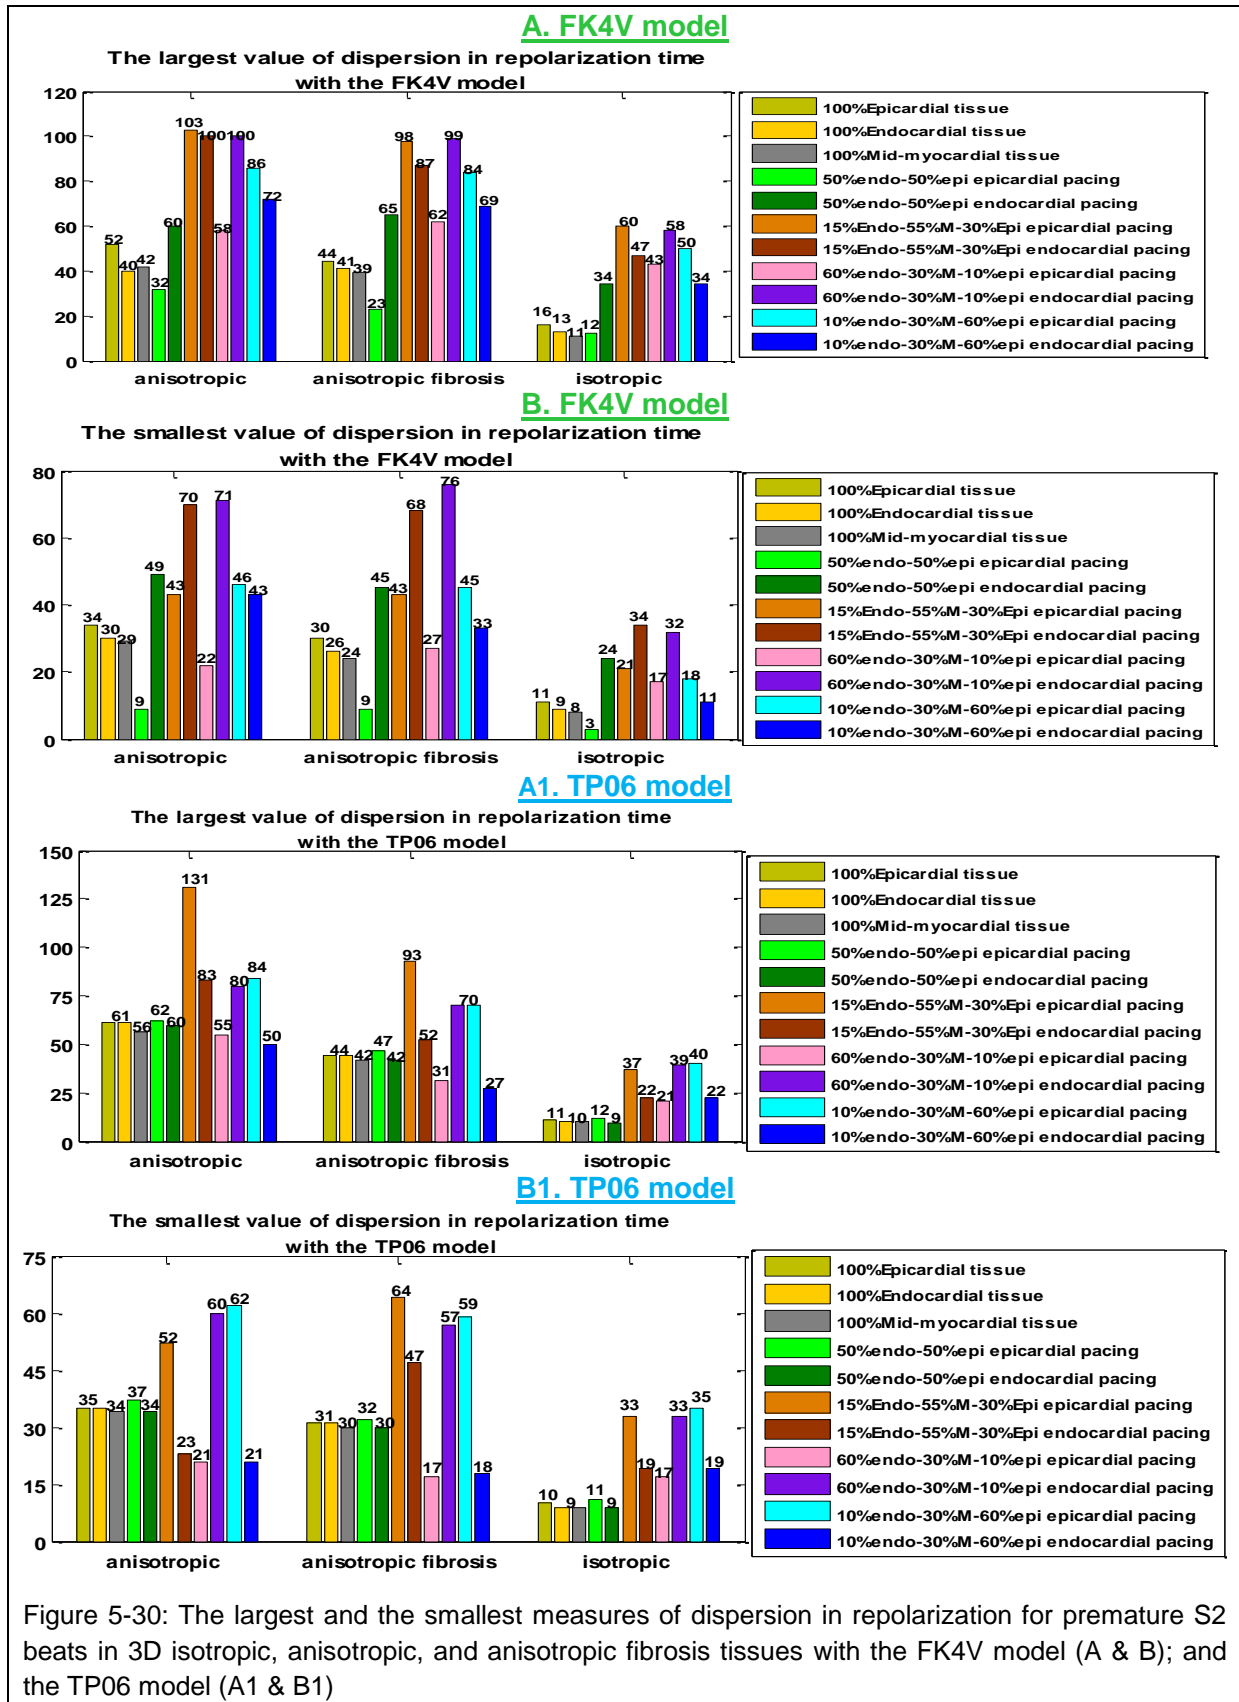 A. FK4V model
The largest value of dispersion in repolarization time
with the FK4V model
120
100
80
60
40
20
0
52
40
42
32
60
103
100
58
100
86
72
44
41
39
23
65
98
87
62
99
84
69
16
13
11
12
34
60
47
43
58
50
34
anisotropic
anisotropic fibrosis
isotropic
100%Epicardial tissue
100%Endocardial tissue
100%Mid-myocardial tissue
50%endo-50%epi epicardial pacing
50%endo-50%epi endocardial pacing
15%Endo-55%M-30%Epi epicardial pacing
15%Endo-55%M-30%Epi endocardial pacing
60%endo-30%M-10%epi epicardial pacing
60%endo-30%M-10%epi endocardial pacing
10%endo-30%M-60%epi epicardial pacing
10%endo-30%M-60%epi endocardial pacing
B. FK4V model
The smallest value of dispersion in repolarization time
with the FK4V model
80
60
40
20
0
34
30
29
9
49
43
70
22
71
46
43
30
26
24
9
45
43
68
27
76
45
33
11
9
8
3
24
21
34
17
32
18
11
anisotropic
anisotropic fibrosis
isotropic
100%Epicardial tissue
100%Endocardial tissue
100%Mid-myocardial tissue
50%endo-50%epi epicardial pacing
50%endo-50%epi endocardial pacing
15%Endo-55%M-30%Epi epicardial pacing
15%Endo-55%M-30%Epi endocardial pacing
60%endo-30%M-10%epi epicardial pacing
60%endo-30%M-10%epi endocardial pacing
10%endo-30%M-60%epi epicardial pacing
10%endo-30%M-60%epi endocardial pacing
A1. TP06 model
The largest value of dispersion in repolarization time
with the TP06 model
150
125
100
75
50
25
0
61
56
62
60
131
83
55
80
84
50
44
42
47
42
93
52
31
70
27
11
10
12
9
37
22
21
39
40
22
anisotropic
anisotropic fibrosis
isotropic
100%Epicardial tissue
100%Endocardial tissue
100%Mid-myocardial tissue
50%endo-50%epi epicardial pacing
50%endo-50%epi endocardial pacing
15%Endo-55%M-30%Epi epicardial pacing
15%Endo-55%M-30%Epi endocardial pacing
60%endo-30%M-10%epi epicardial pacing
60%endo-30%M-10%epi endocardial pacing
10%endo-30%M-60%epi epicardial pacing
10%endo-30%M-60%epi endocardial pacing
B1. TP06 model
The smallest value of dispersion in repolarization time
with the TP06 model
75
60
45
30
15
0
35
34
37
34
52
23
21
60
62
21
31
30
32
30
64
47
17
57
59
18
10
9
11
9
33
19
17
33
35
19
anisotropic
anisotropic fibrosis
isotropic
100%Epicardial tissue
100%Endocardial tissue
100%Mid-myocardial tissue
50%endo-50%epi epicardial pacing
50%endo-50%epi endocardial pacing
15%Endo-55%M-30%Epi epicardial pacing
15%Endo-55%M-30%Epi endocardial pacing
60%endo-30%M-10%epi epicardial pacing
60%endo-30%M-10%epi endocardial pacing
10%endo-30%M-60%epi epicardial pacing
10%endo-30%M-60%epi endocardial pacing
Figure 5-30: The largest and the smallest measures of dispersion in repolarization for premature S2
beats in 3D isotropic, anisotropic, and anisotropic fibrosis tissues with the FK4V model (A & B); and
the TP06 model (A1 & B1)